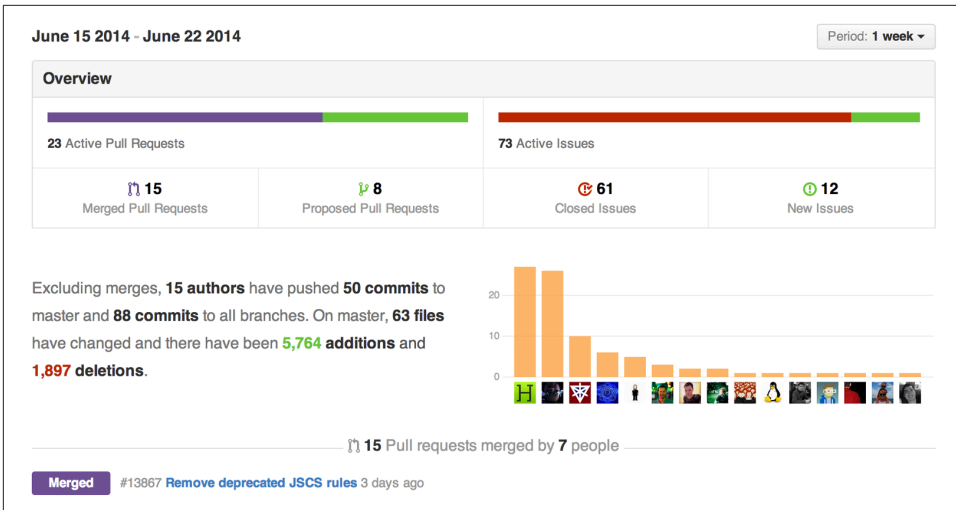 June 15 2014 - June 22 2014
Period: 1 week
Overview
23 Active Pull Requests
73 Active Issues
15
Merged Pull Requests
8
Proposed Pull Requests
61
Closed Issues
12
New Issues
Excluding merges, 15 authors have pushed 50 commits to
master and 88 commits to all branches. On master, 63 files
have changed and there have been 5,764 additions and
1,897 deletions.
20
10
0
H
15 Pull requests merged by 7 people
Merged #13867 Remove deprecated JSCS rules 3 days ago